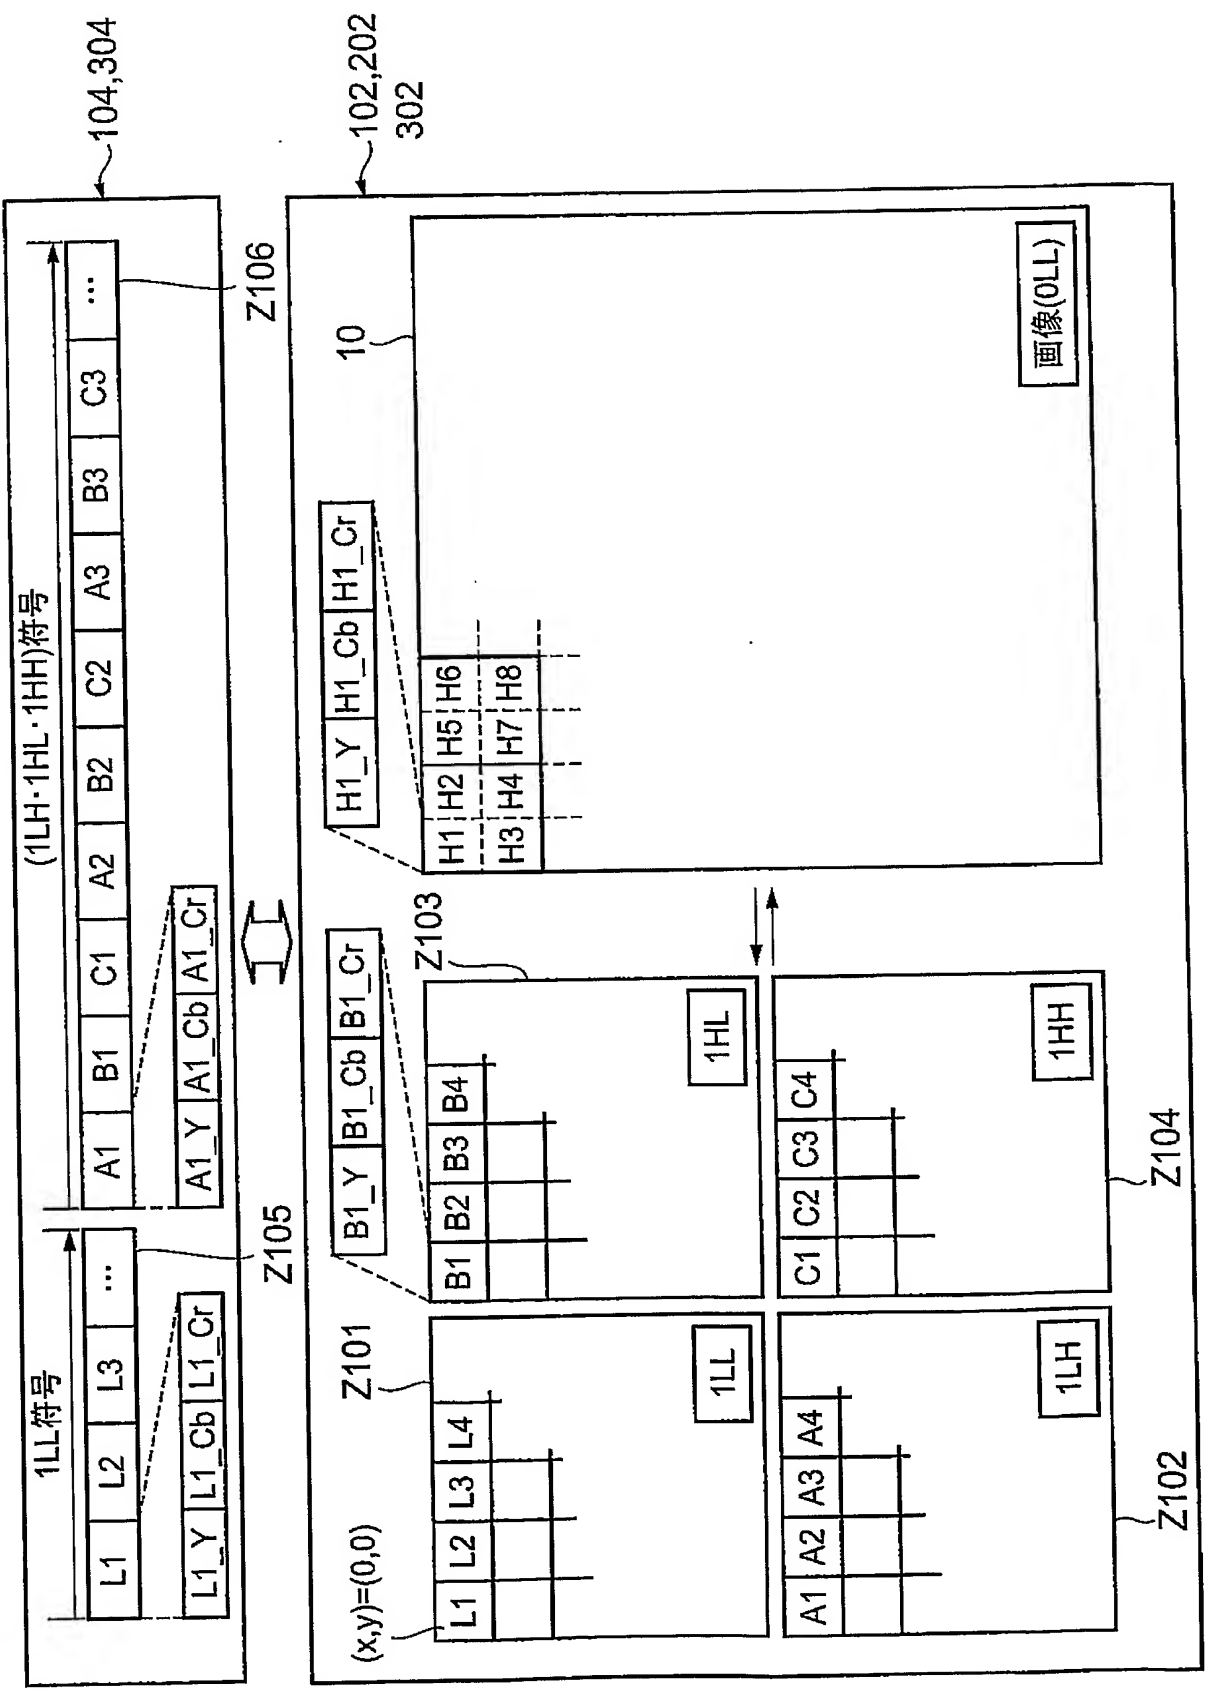 104,304
1LL符号
(1LH･1HL･1HH)符号
L1 L2 L3 …
A1 B1 C1 A2 B2 C2 A3 B3 C3 …
L1_Y L1_Cb L1_Cr
A1_Y A1_Cb A1_Cr
Z105
Z106
102,202
302
(x,y)=(0,0)
Z101
B1_Y B1_Cb B1_Cr
Z103
H1_Y H1_Cb H1_Cr
10
L1 L2 L3 L4
1LL
B1 B2 B3 B4
1HL
H1 H2 H5 H6
H3 H4 H7 H8
画像(0LL)
A1 A2 A3 A4
1LH
C1 C2 C3 C4
1HH
Z102
Z104